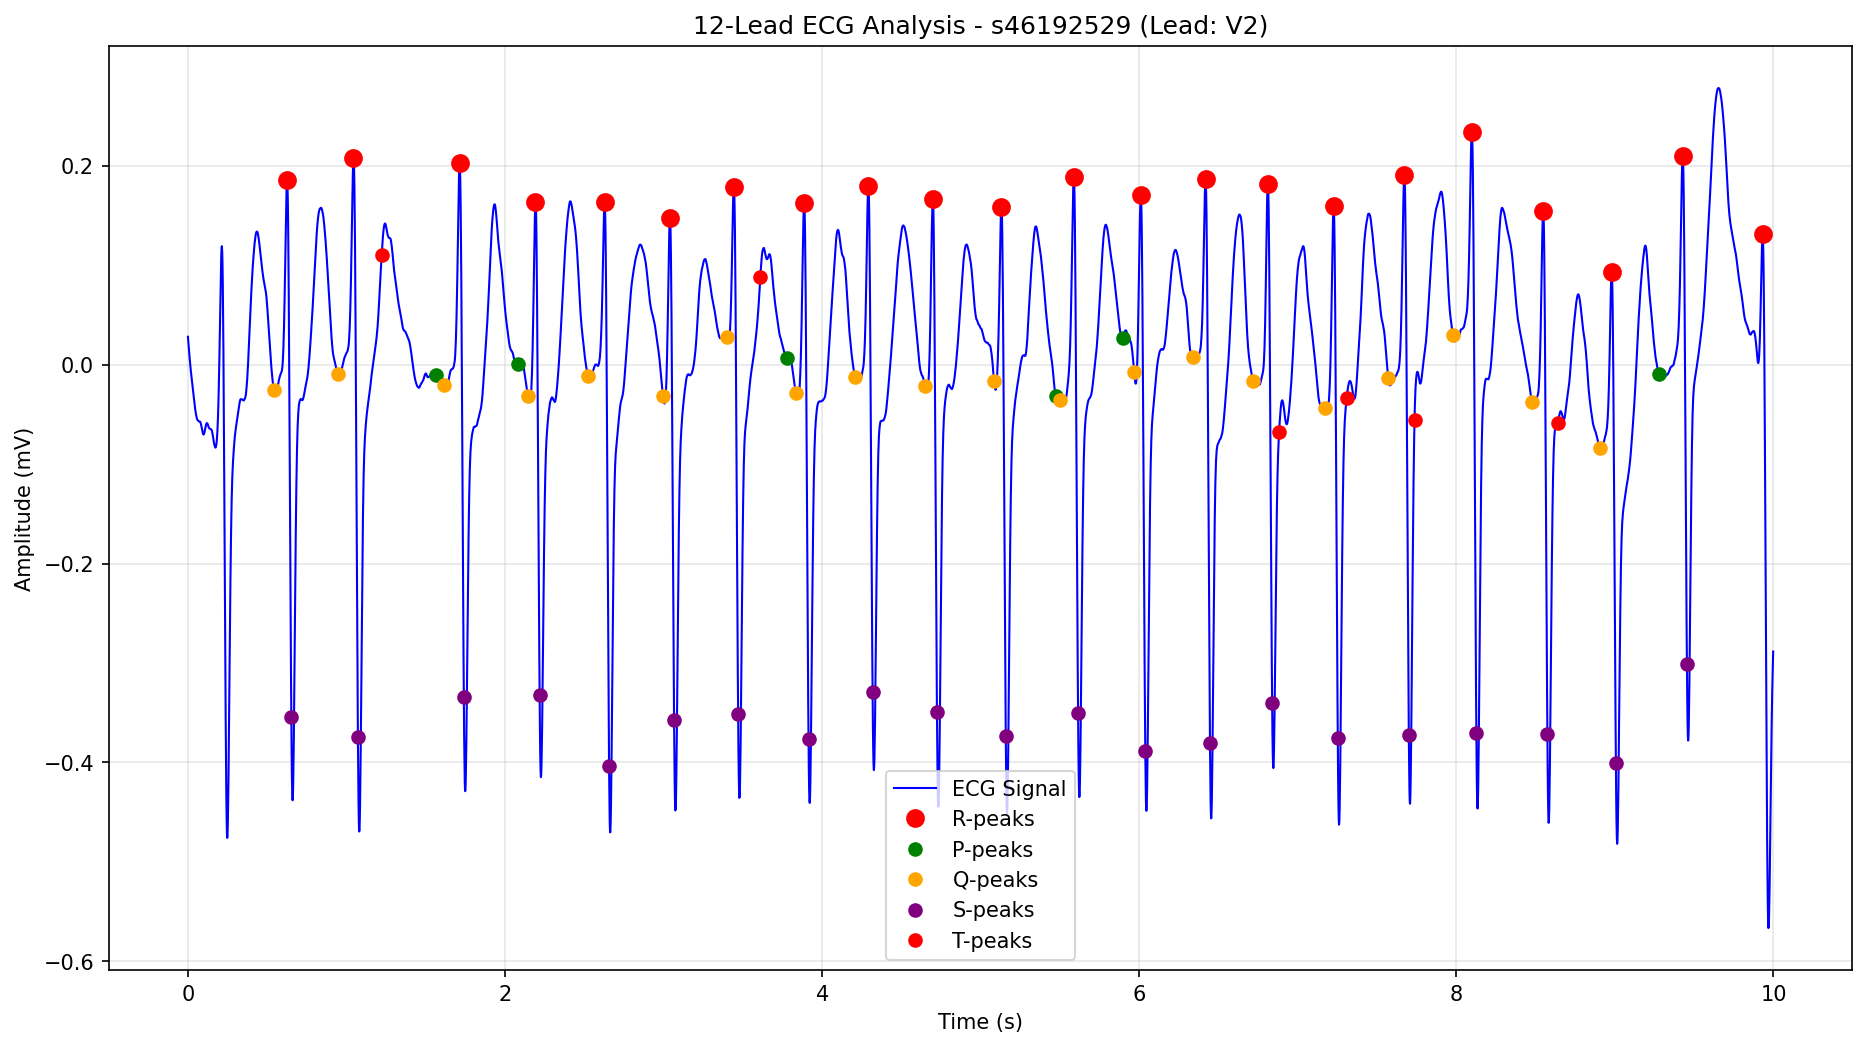 12-Lead ECG Analysis - s46192529 (Lead: V2)
Amplitude (mV)
0.2
0.0
−0.2
−0.4
−0.6
ECG Signal
R-peaks
P-peaks
Q-peaks
S-peaks
T-peaks
0 2 4 6 8 10
Time (s)